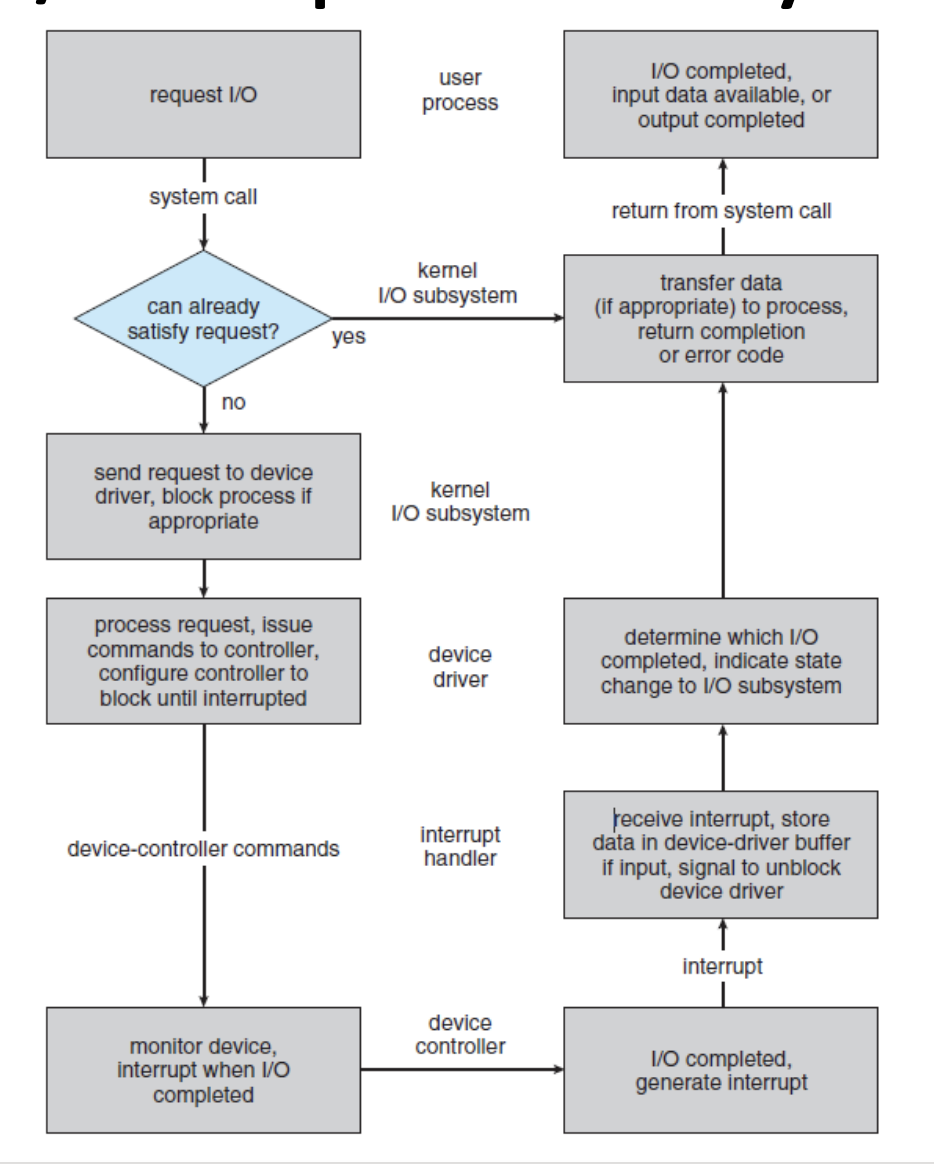 request I/O
user
process
I/O completed,
input data available, or
output completed
system call
return from system call
can already
satisfy request?
yes
kernel
I/O subsystem
transfer data
(if appropriate) to process,
return completion
or error code
no
send request to device
driver, block process if
appropriate
kernel
I/O subsystem
process request, issue
commands to controller,
configure controller to
block until interrupted
device
driver
determine which I/O
completed, indicate state
change to I/O subsystem
device-controller commands
interrupt
handler
receive interrupt, store
data in device-driver buffer
if input, signal to unblock
device driver
interrupt
monitor device,
interrupt when I/O
completed
device
controller
I/O completed,
generate interrupt